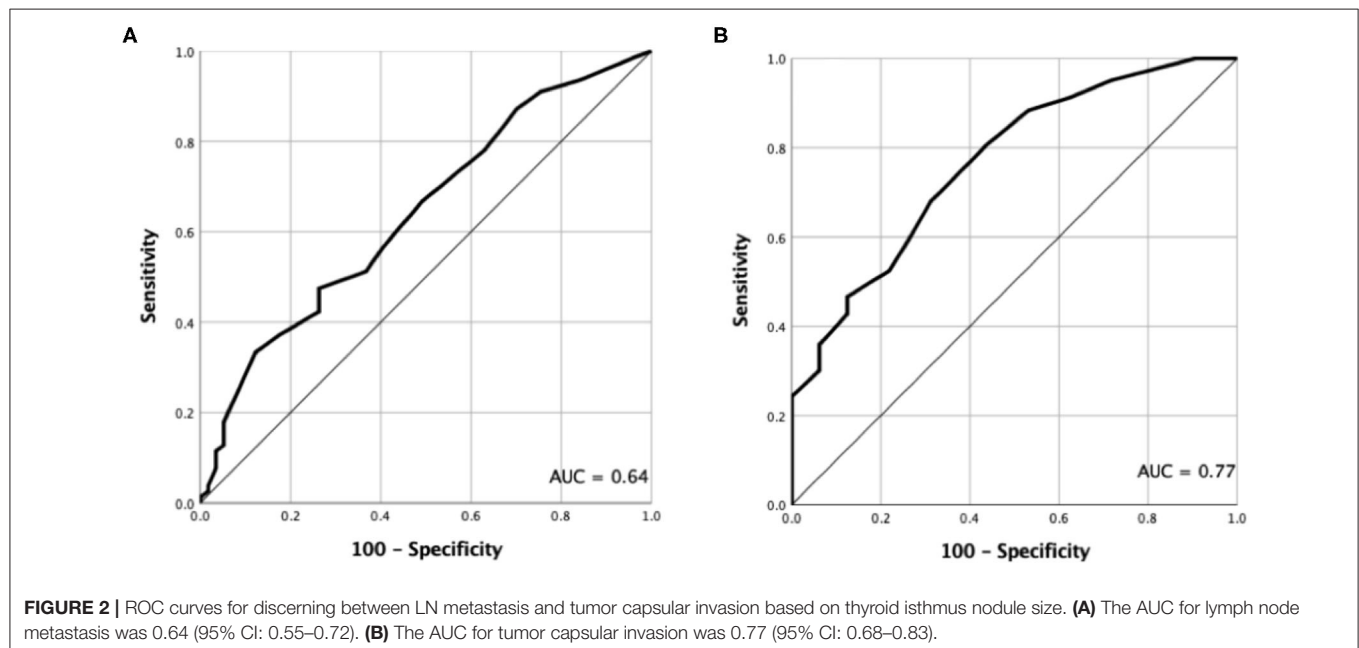 A
B
1.0
0.8
0.6
0.4
0.2
0.0
Sensitivity
0.0 0.2 0.4 0.6 0.8 1.0
100 – Specificity
AUC = 0.64
1.0
0.8
0.6
0.4
0.2
0.0
Sensitivity
0.0 0.2 0.4 0.6 0.8 1.0
100 – Specificity
AUC = 0.77
FIGURE 2 | ROC curves for discerning between LN metastasis and tumor capsular invasion based on thyroid isthmus nodule size. (A) The AUC for lymph node
metastasis was 0.64 (95% CI: 0.55–0.72). (B) The AUC for tumor capsular invasion was 0.77 (95% CI: 0.68–0.83).